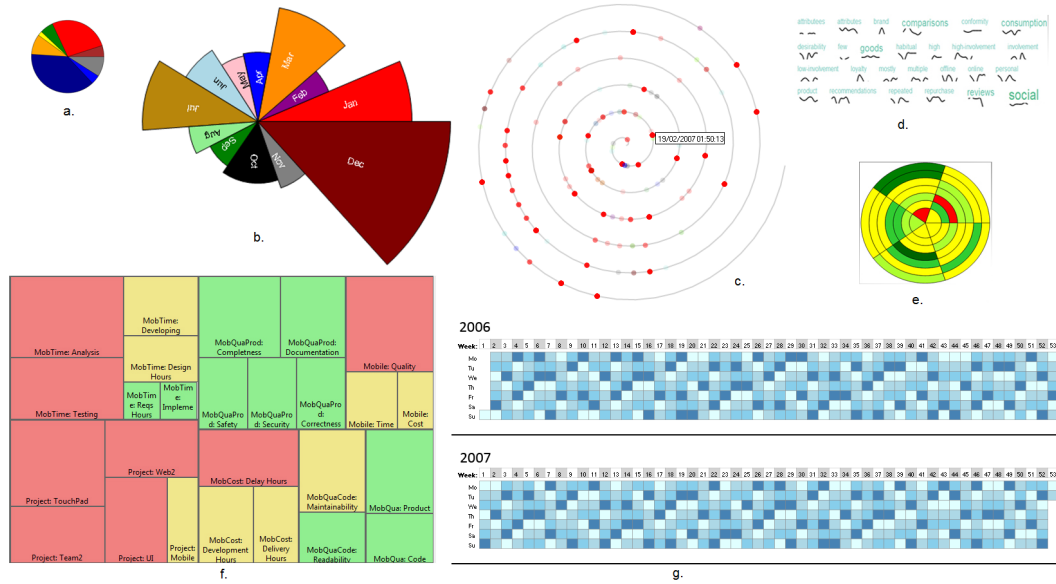 a.
Jan
Feb
Mar
Apr
May
Jun
Jul
Aug
Sep
Oct
Nov
Dec
b.
19/02/2007 01:50:13
c.
attributees attributes brand comparisons conformity consumption
desirability few goods habitual high high-involvement involvement
low-involvement loyalty mostly multiple offline online personal
product recommendations repeated repurchase reviews social
d.
e.
MobTime: Analysis
MobTime: Testing
MobTime:
Developing
MobTime: Design
Hours
MobTim
e: Reqs
Hours
MobTime
e:
Impleme
MobQuaProd:
Completness
MobQuaProd:
Documentation
MobQuaPro
d: Safety
MobQuaPro
d: Security
MobQuaPro
d:
Correctness
Mobile: Quality
Mobile: Time
Mobile:
Cost
Project: TouchPad
Project: Team2
Project: Web2
Project: UI
Project:
Mobile
MobCost: Delay Hours
MobCost:
Development
Hours
MobCost:
Delivery
Hours
MobQuaCode:
Maintainability
MobQuaCode:
Readability
MobQua: Product
MobQua: Code
f.
2006
Week: 1 2 3 4 5 6 7 8 9 10 11 12 13 14 15 16 17 18 19 20 21 22 23 24 25 26 27 28 29 30 31 32 33 34 35 36 37 38 39 40 41 42 43 44 45 46 47 48 49 50 51 52 53
Mo
Tu
We
Th
Fr
Sa
Su
2007
Week: 1 2 3 4 5 6 7 8 9 10 11 12 13 14 15 16 17 18 19 20 21 22 23 24 25 26 27 28 29 30 31 32 33 34 35 36 37 38 39 40 41 42 43 44 45 46 47 48 49 50 51 52 53
Mo
Tu
We
Th
Fr
Sa
Su
g.